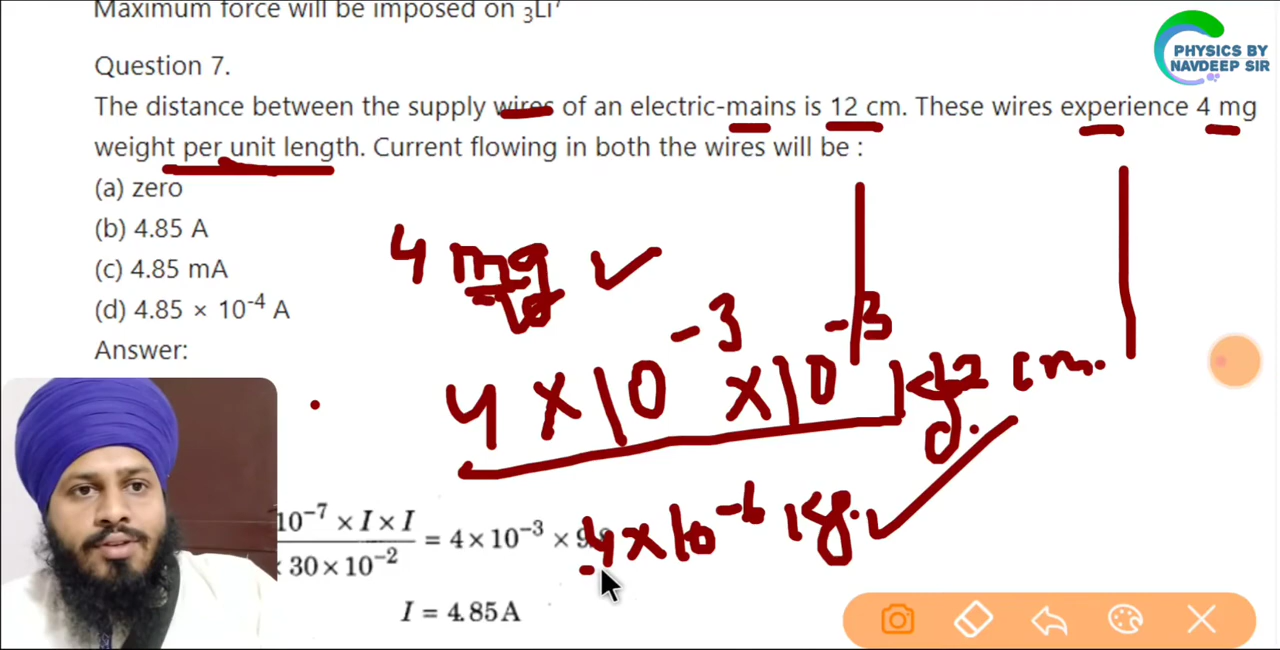 Maximum force will be imposed on ₃Li⁷
PHYSICS BY
NAVDEEP SIR
Question 7.
The distance between the supply wires of an electric-mains is 12 cm. These wires experience 4 mg
weight per unit length. Current flowing in both the wires will be :
(a) zero
(b) 4.85 A
(c) 4.85 mA
(d) 4.85 × 10⁻⁴ A
4 mg ✓
Answer:
12 cm.
4 × 10⁻³ × 10⁻³ kg.
10⁻⁷ × I × I / 30 × 10⁻² = 4 × 10⁻³ × 9
4 × 10⁻⁶ kg. ✓
I = 4.85 A